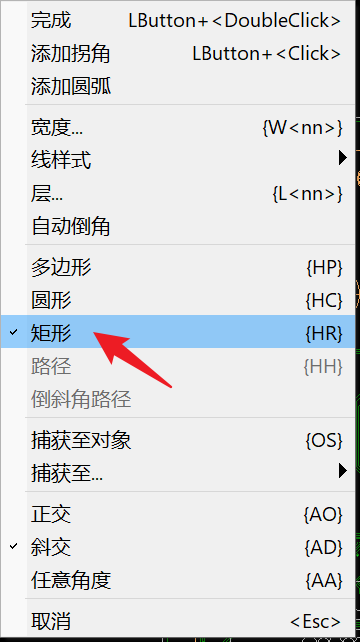 完成 LButton+<DoubleClick>
添加拐角 LButton+<Click>
添加圆弧
宽度... {W<nn>}
线样式
层... {L<nn>}
自动倒角
多边形 {HP}
圆形 {HC}
矩形 {HR}
路径 {HH}
倒斜角路径
捕获至对象 {OS}
捕获至...
正交 {AO}
斜交 {AD}
任意角度 {AA}
取消 <Esc>